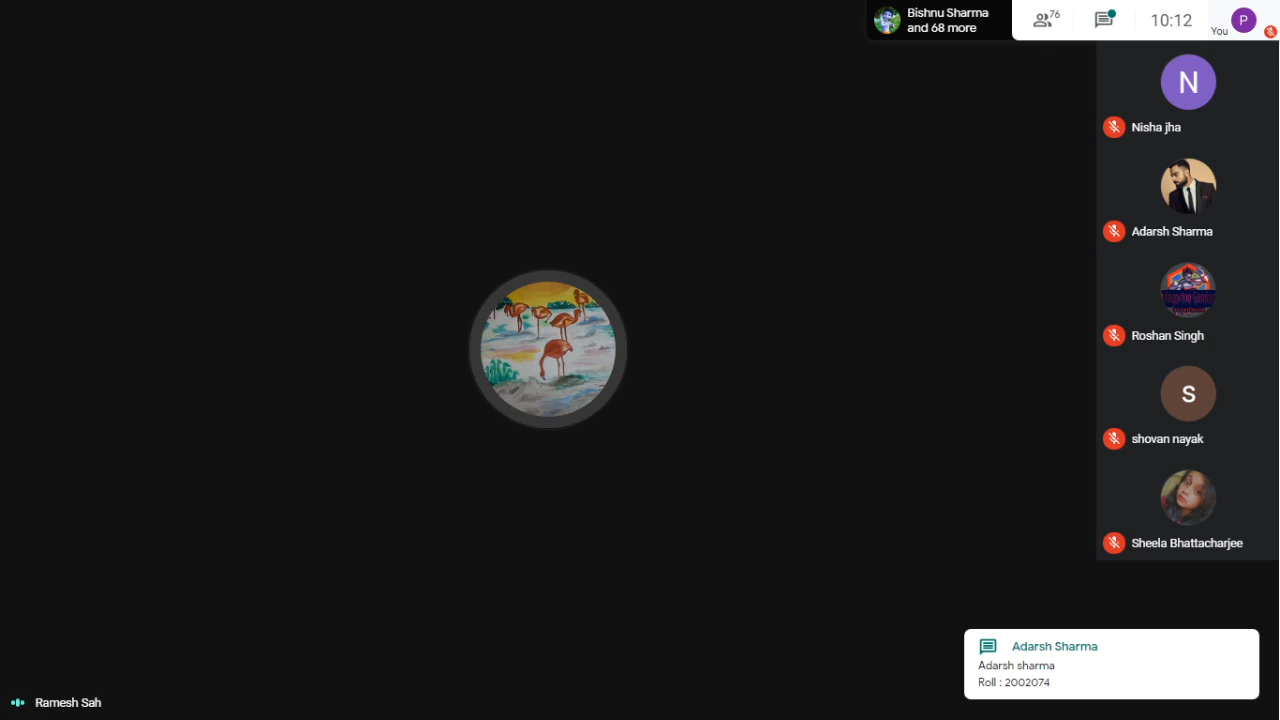 Bishnu Sharma
and 68 more
76
10:12
You
P
N
Nisha jha
Adarsh Sharma
Roshan Singh
s
shovan nayak
Sheela Bhattacharjee
Adarsh Sharma
Adarsh sharma
Roll : 2002074
Ramesh Sah